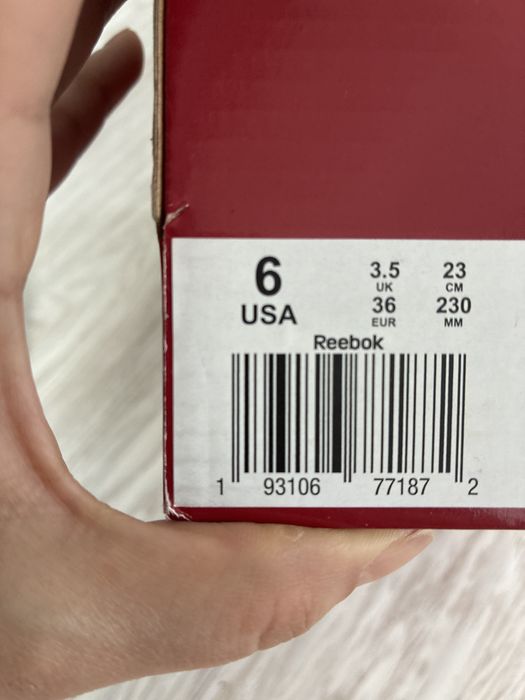 6 3.5 23
UK CM
USA 36 230
EUR MM
Reebok
1 93106 77187 2